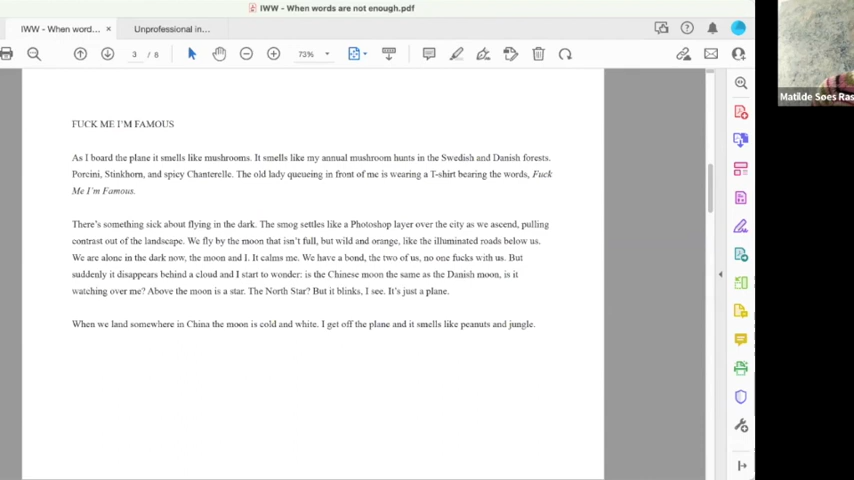 IWW - When words are not enough.pdf
IWW - When word... ×
Unprofessional in...
3 / 8
73%
Matilde Søes Ras
FUCK ME I'M FAMOUS
As I board the plane it smells like mushrooms. It smells like my annual mushroom hunts in the Swedish and Danish forests.
Porcini, Stinkhorn, and spicy Chanterelle. The old lady queueing in front of me is wearing a T-shirt bearing the words, Fuck
Me I'm Famous.
There's something sick about flying in the dark. The smog settles like a Photoshop layer over the city as we ascend, pulling
contrast out of the landscape. We fly by the moon that isn't full, but wild and orange, like the illuminated roads below us.
We are alone in the dark now, the moon and I. It calms me. We have a bond, the two of us, no one fucks with us. But
suddenly it disappears behind a cloud and I start to wonder: is the Chinese moon the same as the Danish moon, is it
watching over me? Above the moon is a star. The North Star? But it blinks, I see. It's just a plane.
When we land somewhere in China the moon is cold and white. I get off the plane and it smells like peanuts and jungle.